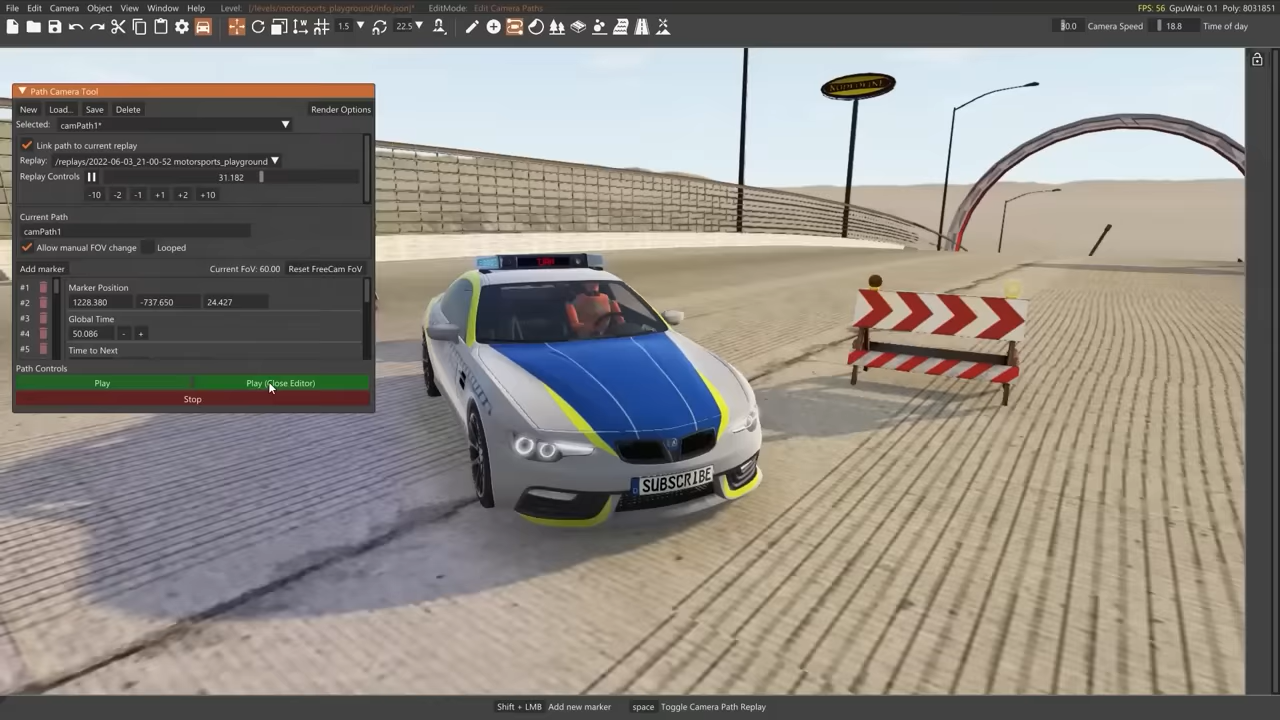 File Edit Camera Object View Window Help Level: [/levels/motorsports_playground/info.json]* EditMode: Edit Camera Paths FPS: 56 GpuWait: 0.1 Poly: 8031851
1.5 22.5 Camera Speed 18.8 Time of day
Path Camera Tool
New Load... Save Delete Render Options
Selected: camPath1*
Link path to current replay
Replay: /replays/2022-06-03_21-00-52 motorsports_playground
Replay Controls 31.182
-10 -2 -1 +1 +2 +10
Current Path
camPath1
Allow manual FOV change Looped
Add marker Current FoV: 60.00 Reset FreeCam FoV
#1 Marker Position
#2 1228.380 -737.650 24.427
#3 Global Time
#4 50.086 - +
#5 Time to Next
Path Controls
Play Play (Close Editor)
Stop
SUBSCRIBE
Shift + LMB Add new marker space Toggle Camera Path Replay